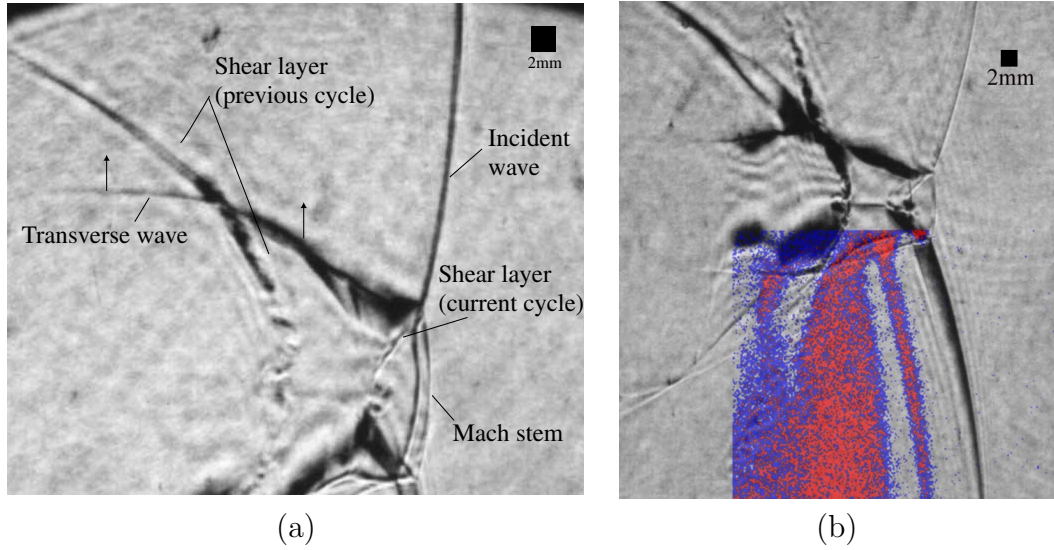 2mm
Shear layer
(previous cycle)
Incident
wave
Transverse wave
Shear layer
(current cycle)
Mach stem
(a)
2mm
(b)